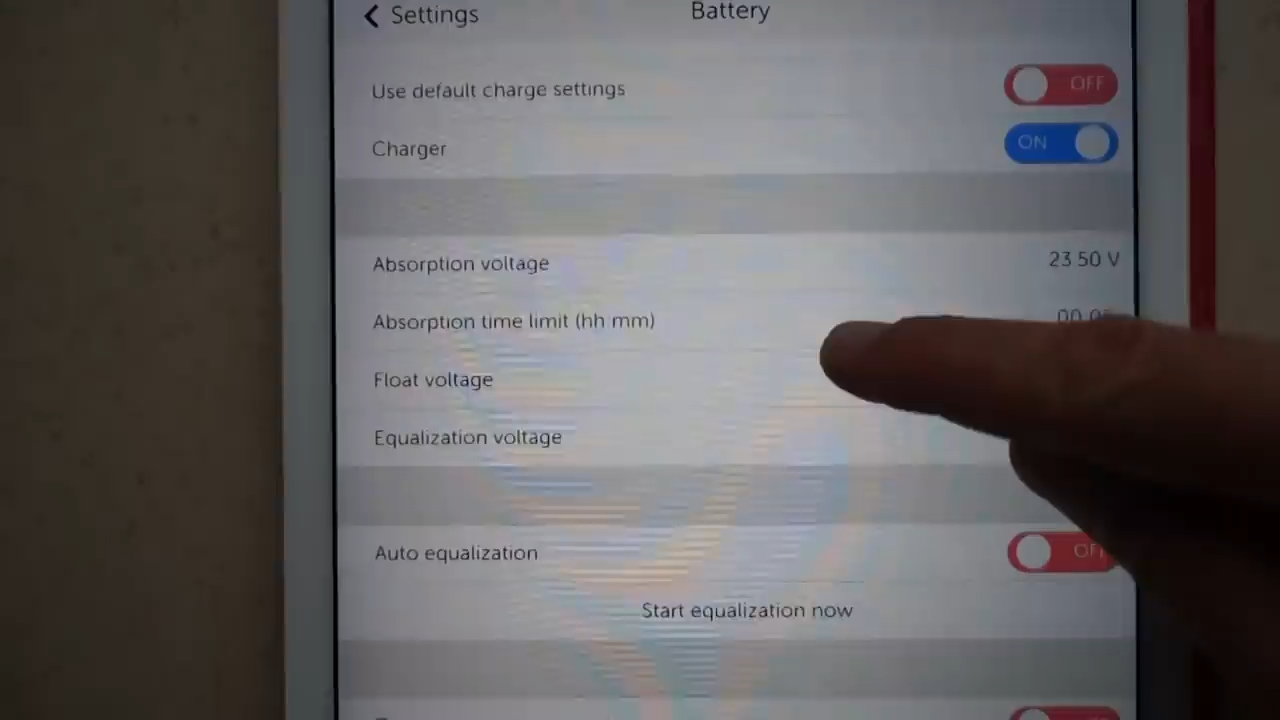 Settings
Battery
Use default charge settings OFF
Charger ON
Absorption voltage 23 50 V
Absorption time limit (hh mm)
Float voltage
Equalization voltage
Auto equalization
Start equalization now